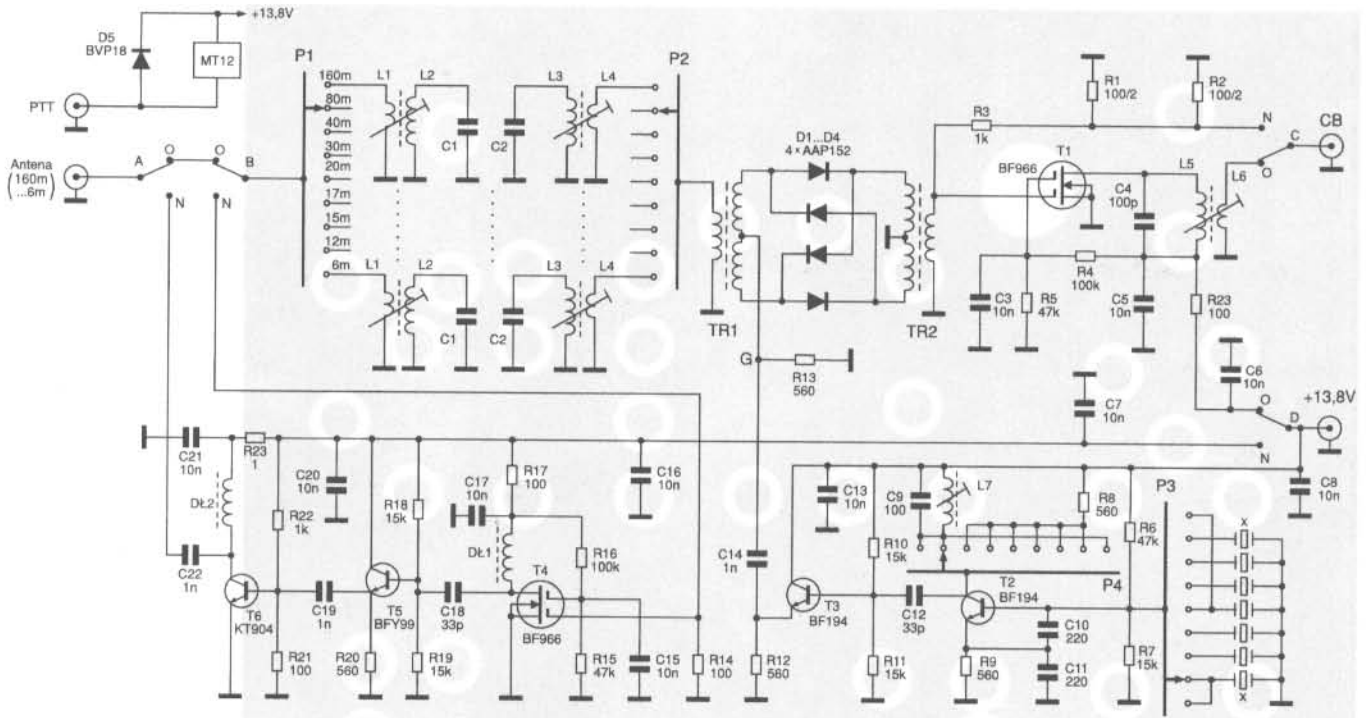 +13,8V
D5
BVP18
MT12
PTT
Antena
(160m
...6m)
A
O
O
B
N
N
P1
160m
80m
40m
30m
20m
17m
15m
12m
6m
L1
L2
C1
C2
L3
L4
P2
L1
L2
C1
C2
L3
L4
TR1
D1...D4
4×AAP152
TR2
G
R13
560
R3
1k
R1
100/2
R2
100/2
N
C
O
CB
T1
BF966
C4
100p
L5
L6
R4
100k
C3
10n
R5
47k
C5
10n
R23
100
C6
10n
C7
10n
O
D
N
+13,8V
C8
10n
C21
10n
R23
1
DŁ2
C22
1n
T6
KT904
R22
1k
R21
100
C20
10n
C19
1n
R20
560
T5
BFY99
R18
15k
R19
15k
C18
33p
C17
10n
R17
100
DŁ1
T4
BF966
R16
100k
R15
47k
C15
10n
C16
10n
R14
100
C14
1n
R12
560
T3
BF194
C13
10n
R10
15k
R11
15k
C9
100
L7
C12
33p
T2
BF194
R9
560
R8
560
P4
C10
220
C11
220
R6
47k
R7
15k
P3
X
X